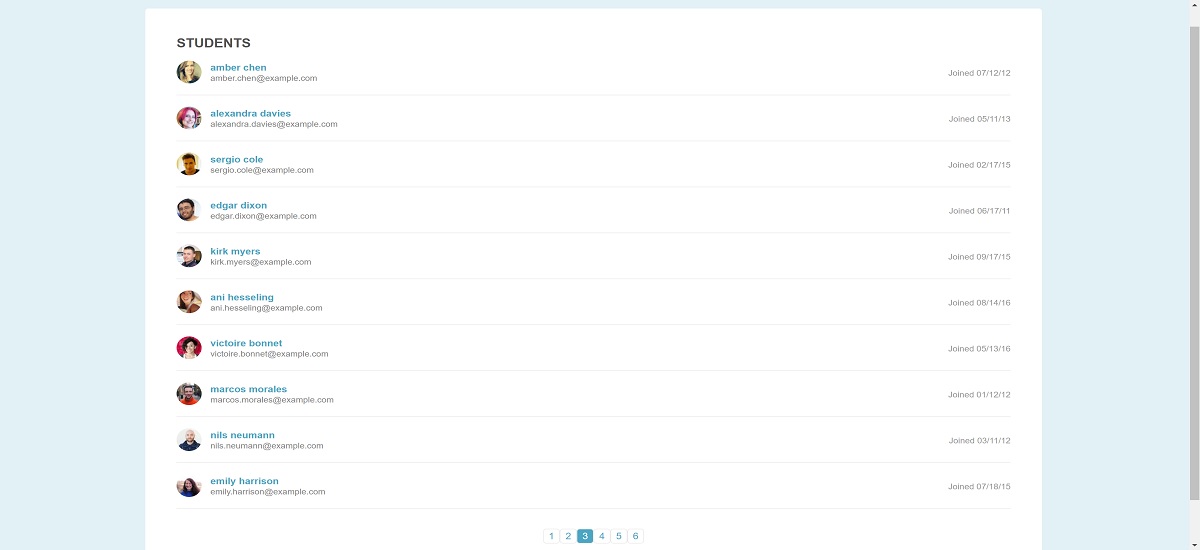 STUDENTS
amber chen
amber.chen@example.com
Joined 07/12/12
alexandra davies
alexandra.davies@example.com
Joined 05/11/13
sergio cole
sergio.cole@example.com
Joined 02/17/15
edgar dixon
edgar.dixon@example.com
Joined 06/17/11
kirk myers
kirk.myers@example.com
Joined 09/17/15
ani hesseling
ani.hesseling@example.com
Joined 08/14/16
victoire bonnet
victoire.bonnet@example.com
Joined 05/13/16
marcos morales
marcos.morales@example.com
Joined 01/12/12
nils neumann
nils.neumann@example.com
Joined 03/11/12
emily harrison
emily.harrison@example.com
Joined 07/18/15
1 2 3 4 5 6